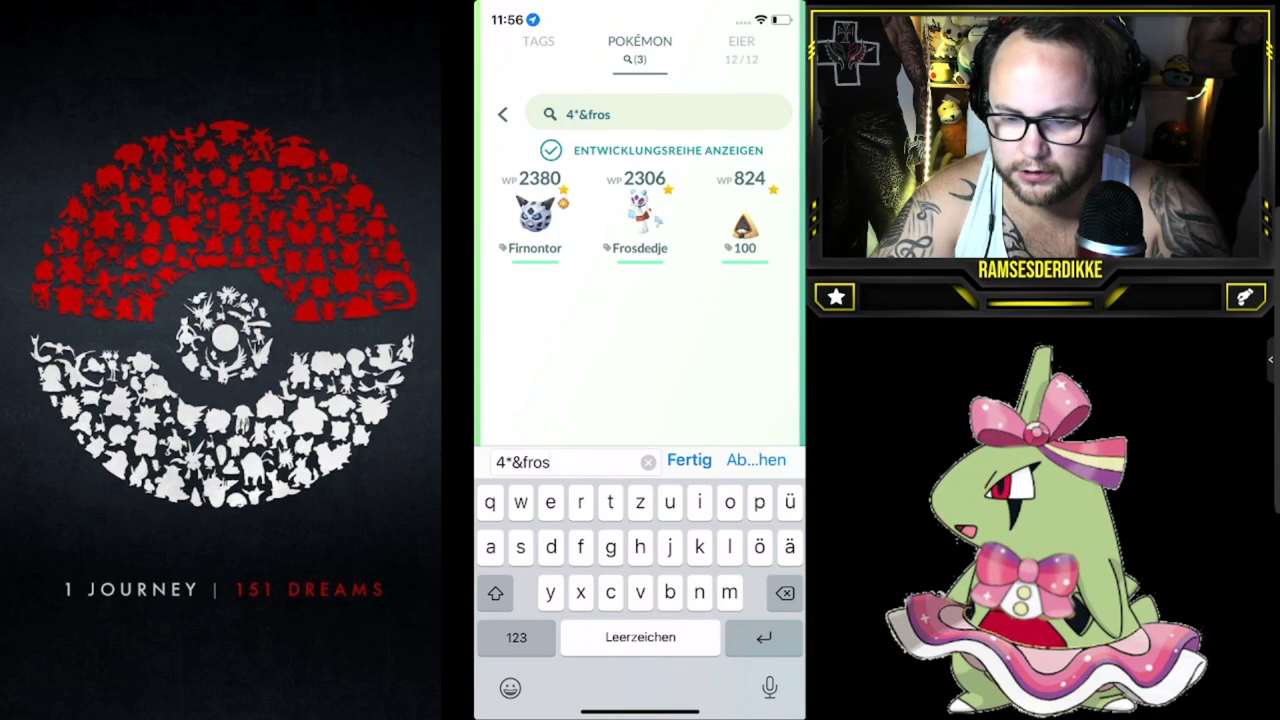 11:56
TAGS
POKÉMON
EIER
(3)
12 / 12
4*&fros
ENTWICKLUNGSREIHE ANZEIGEN
WP 2380
WP 2306
WP 824
Firnontor
Frosdedje
100
4*&fros
Fertig
Ab...hen
q w e r t z u i o p ü
a s d f g h j k l ö ä
y x c v b n m
123
Leerzeichen
1 JOURNEY | 151 DREAMS
RAMSESDERDIKKE